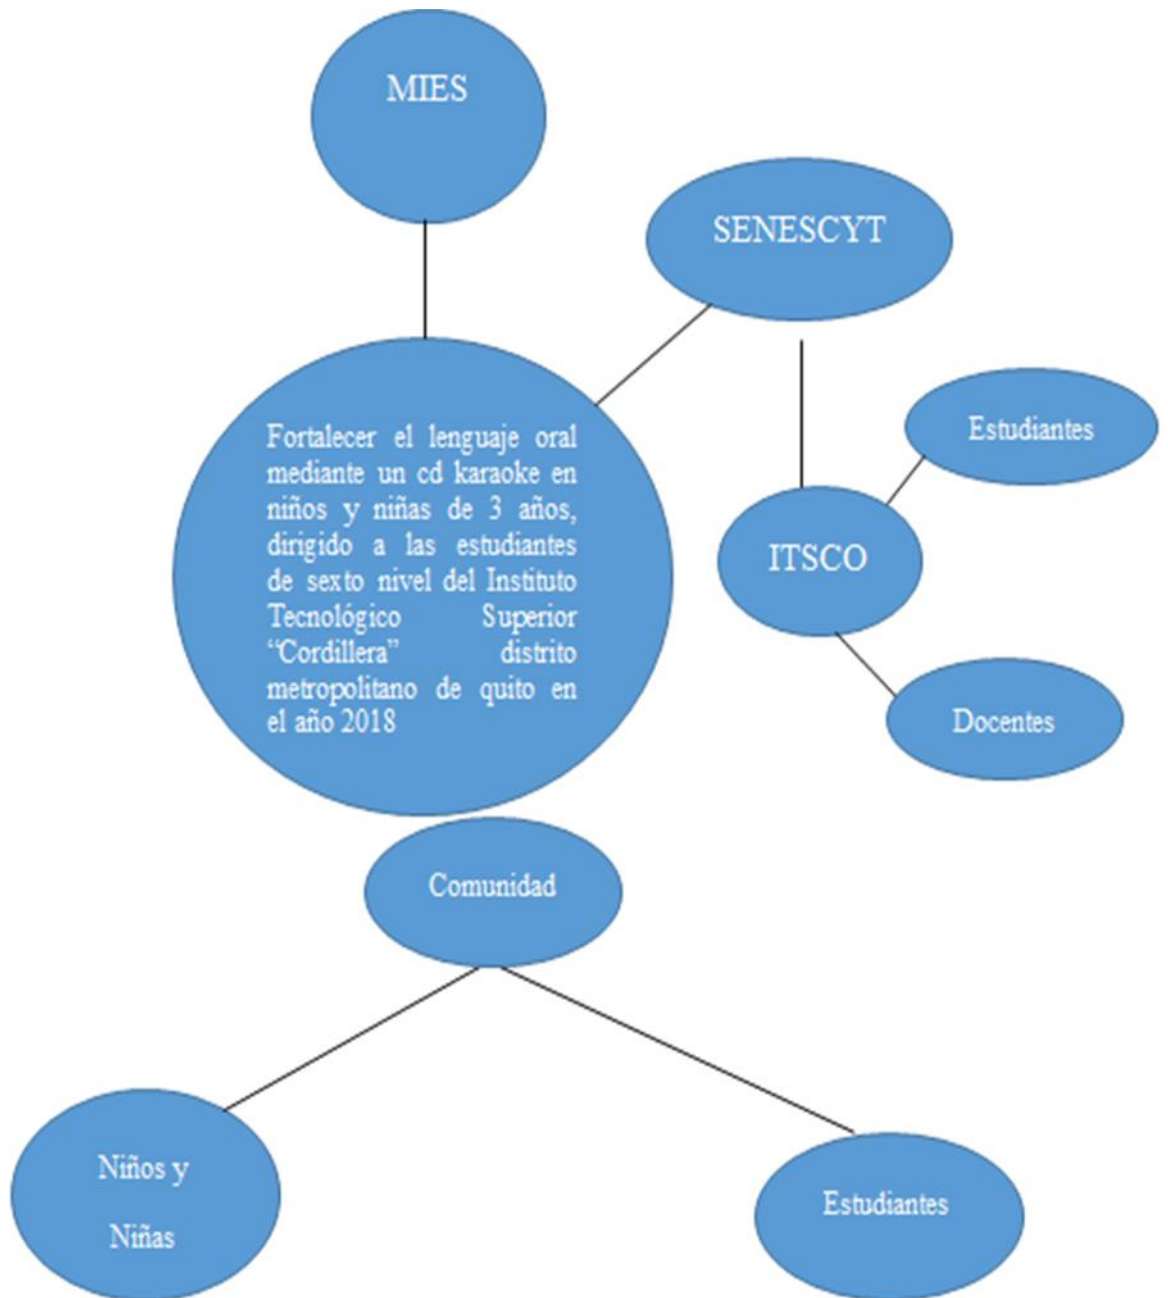 MIES
SENESCYT
Estudiantes
Fortalecer el lenguaje oral
mediante un cd karaoke en
niños y niñas de 3 años,
dirigido a las estudiantes
de sexto nivel del Instituto
Tecnológico Superior
“Cordillera” distrito
metropolitano de quito en
el año 2018
ITSCO
Docentes
Comunidad
Niños y
Niñas
Estudiantes